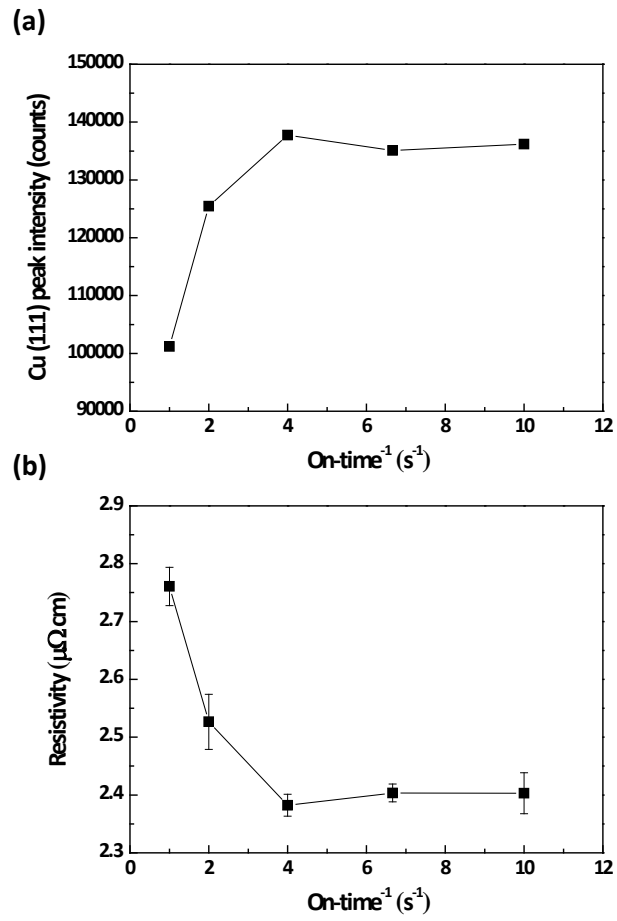 (a)
150000
140000
130000
120000
110000
100000
90000
Cu (111) peak intensity (counts)
0 2 4 6 8 10 12
On-time⁻¹ (s⁻¹)
(b)
2.9
2.8
2.7
2.6
2.5
2.4
2.3
Resistivity (μΩcm)
0 2 4 6 8 10 12
On-time⁻¹ (s⁻¹)